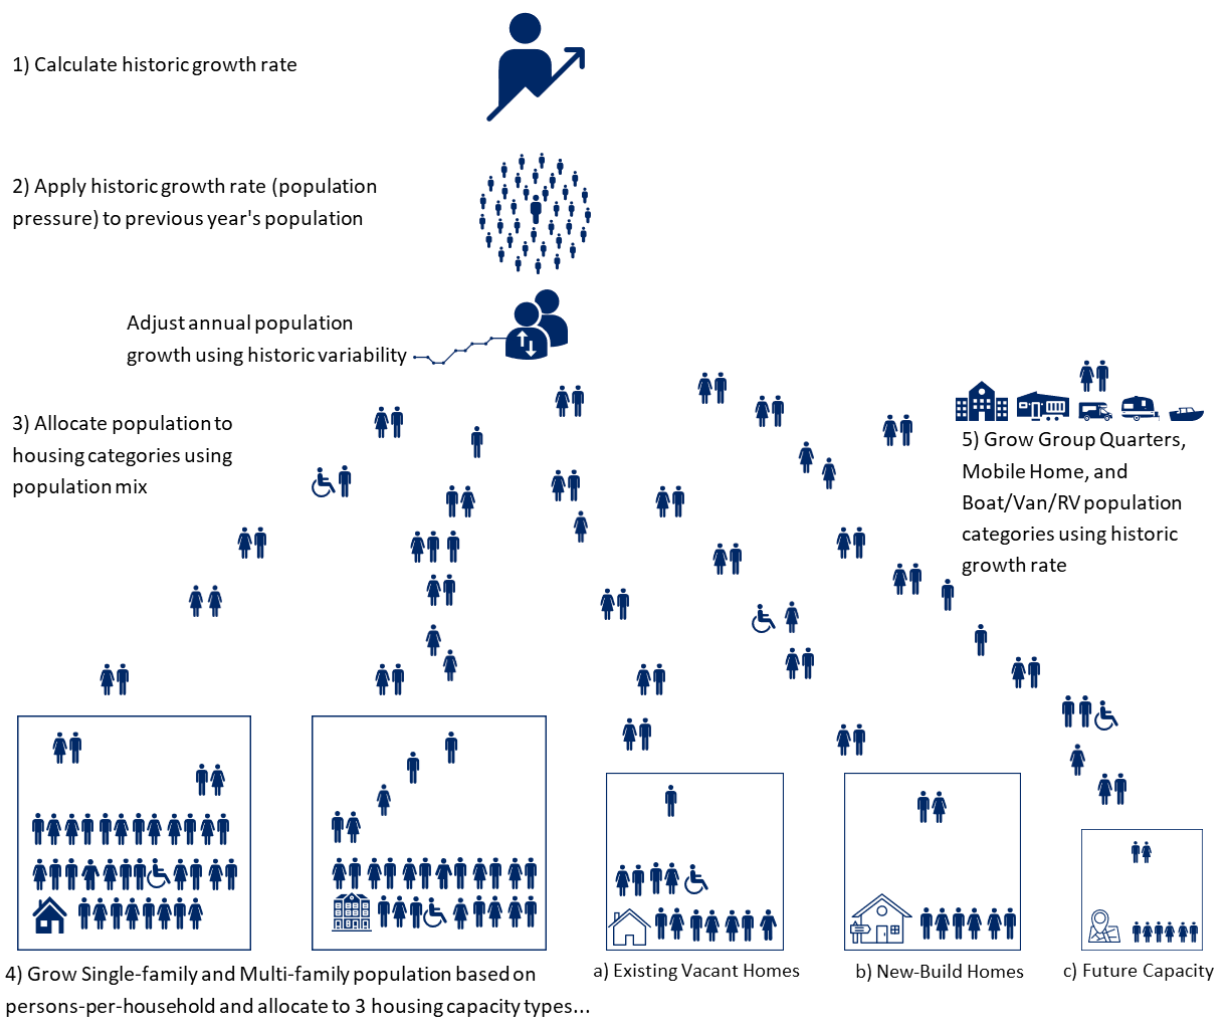 1) Calculate historic growth rate
2) Apply historic growth rate (population
pressure) to previous year's population
Adjust annual population
growth using historic variability
3) Allocate population to
housing categories using
population mix
5) Grow Group Quarters,
Mobile Home, and
Boat/Van/RV population
categories using historic
growth rate
4) Grow Single-family and Multi-family population based on
persons-per-household and allocate to 3 housing capacity types...
a) Existing Vacant Homes
b) New-Build Homes
c) Future Capacity